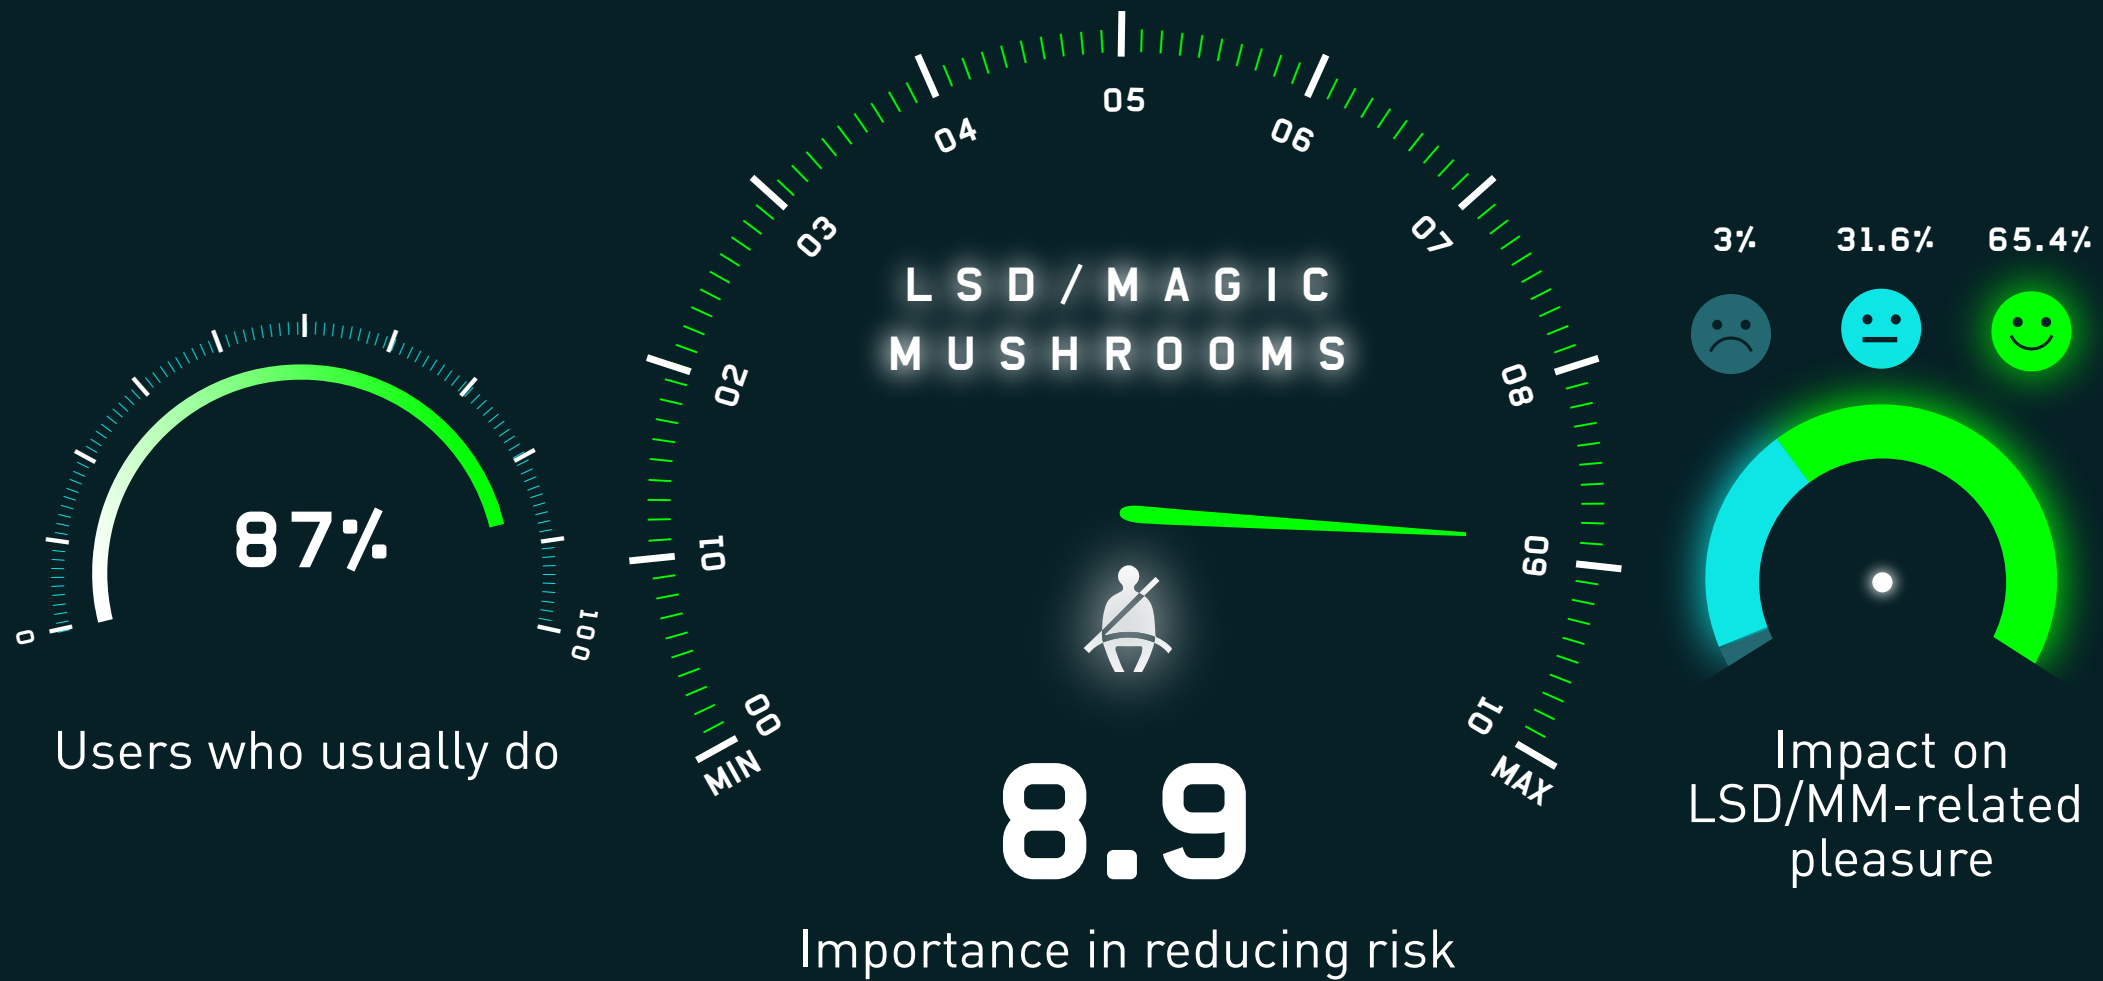 87%
0
100
Users who usually do
00
01
02
03
04
05
06
07
08
09
10
MIN
MAX
LSD/MAGIC
MUSHROOMS
8.9
Importance in reducing risk
3%
31.6%
65.4%
Impact on
LSD/MM-related
pleasure